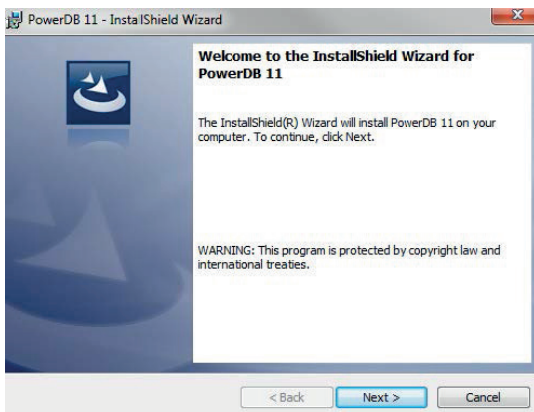 PowerDB 11 - InstallShield Wizard
Welcome to the InstallShield Wizard for
PowerDB 11
The InstallShield(R) Wizard will install PowerDB 11 on your
computer. To continue, click Next.
WARNING: This program is protected by copyright law and
international treaties.
< Back Next > Cancel